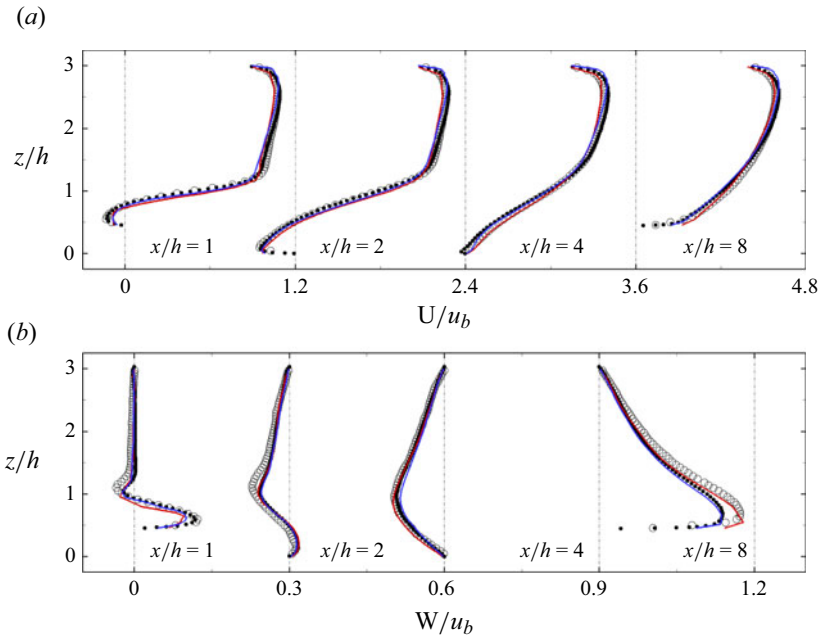 (a)
3
2
z/h
1
0
x/h = 1 x/h = 2 x/h = 4 x/h = 8
0 1.2 2.4 3.6 4.8
U/u_b
(b)
3
2
z/h
1
0
x/h = 1 x/h = 2 x/h = 4 x/h = 8
0 0.3 0.6 0.9 1.2
W/u_b